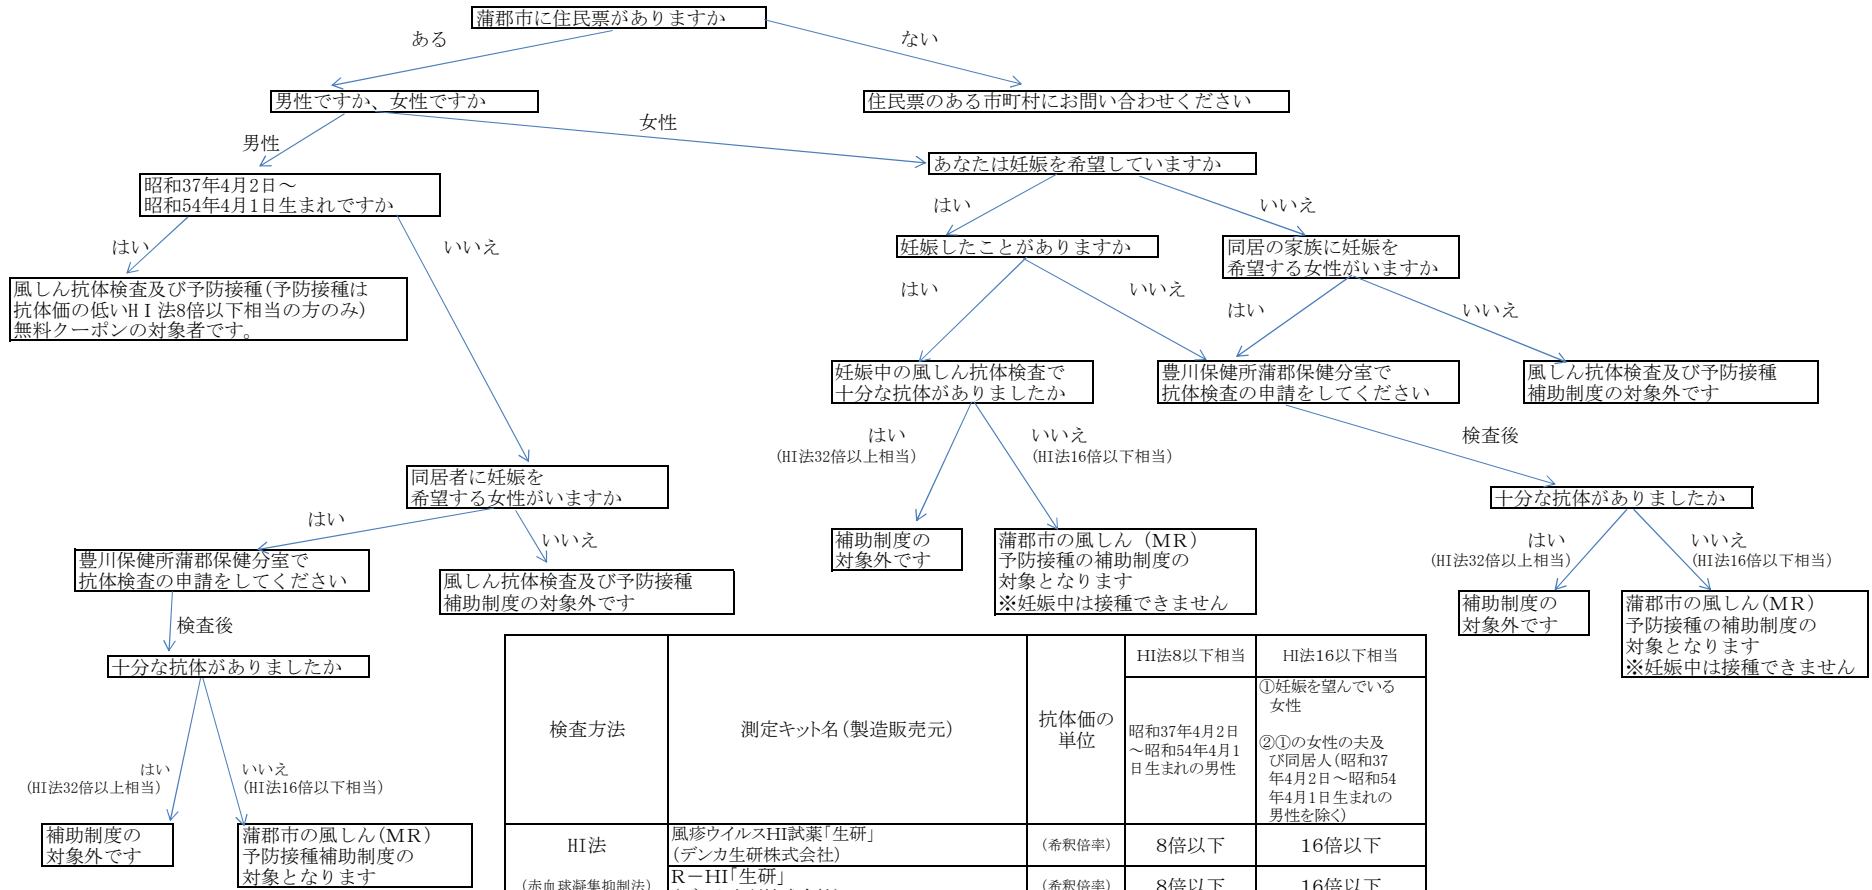 蒲郡市に住民票がありますか
ある
ない
男性ですか、女性ですか
住民票のある市町村にお問い合わせください
男性
女性
昭和37年4月2日～
昭和54年4月1日生まれですか
あなたは妊娠を希望していますか
はい
いいえ
はい
いいえ
風しん抗体検査及び予防接種(予防接種は
抗体価の低いHI法8倍以下相当の方のみ)
無料クーポンの対象者です。
妊娠したことがありますか
同居の家族に妊娠を
希望する女性がいますか
はい
いいえ
はい
いいえ
妊娠中の風しん抗体検査で
十分な抗体がありましたか
豊川保健所蒲郡保健分室で
抗体検査の申請をしてください
風しん抗体検査及び予防接種
補助制度の対象外です
はい
(HI法32倍以上相当)
いいえ
(HI法16倍以下相当)
検査後
同居者に妊娠を
希望する女性がいますか
十分な抗体がありましたか
はい
いいえ
豊川保健所蒲郡保健分室で
抗体検査の申請をしてください
風しん抗体検査及び予防接種
補助制度の対象外です
補助制度の
対象外です
蒲郡市の風しん（MR）
予防接種の補助制度の
対象となります
※妊娠中は接種できません
はい
(HI法32倍以上相当)
いいえ
(HI法16倍以下相当)
補助制度の
対象外です
蒲郡市の風しん(MR)
予防接種の補助制度の
対象となります
※妊娠中は接種できません
検査後
十分な抗体がありましたか
はい
(HI法32倍以上相当)
いいえ
(HI法16倍以下相当)
補助制度の
対象外です
蒲郡市の風しん(MR)
予防接種補助制度の
対象となります
検査方法
測定キット名(製造販売元)
抗体価の
単位
HI法8以下相当
HI法16以下相当
昭和37年4月2日
～昭和54年4月1
日生まれの男性
①妊娠を望んでいる
女性
②①の女性の夫及
び同居人(昭和37
年4月2日～昭和54
年4月1日生まれの
男性を除く)
HI法
風疹ウイルスHI試薬「生研」
(デンカ生研株式会社)
(希釈倍率)
8倍以下
16倍以下
(赤血球凝集抑制法)
R－HI「生研」
(希釈倍率)
8倍以下
16倍以下